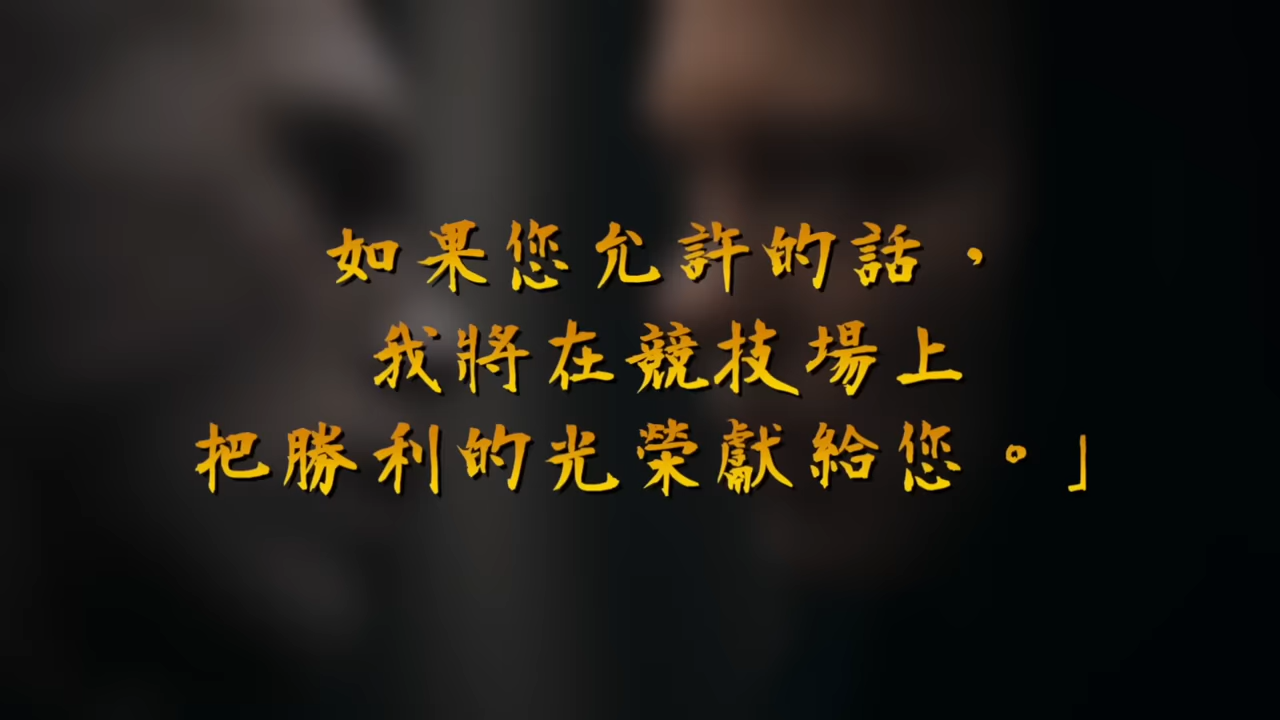 如果您允許的話，
我將在競技場上
把勝利的光榮獻給您。」